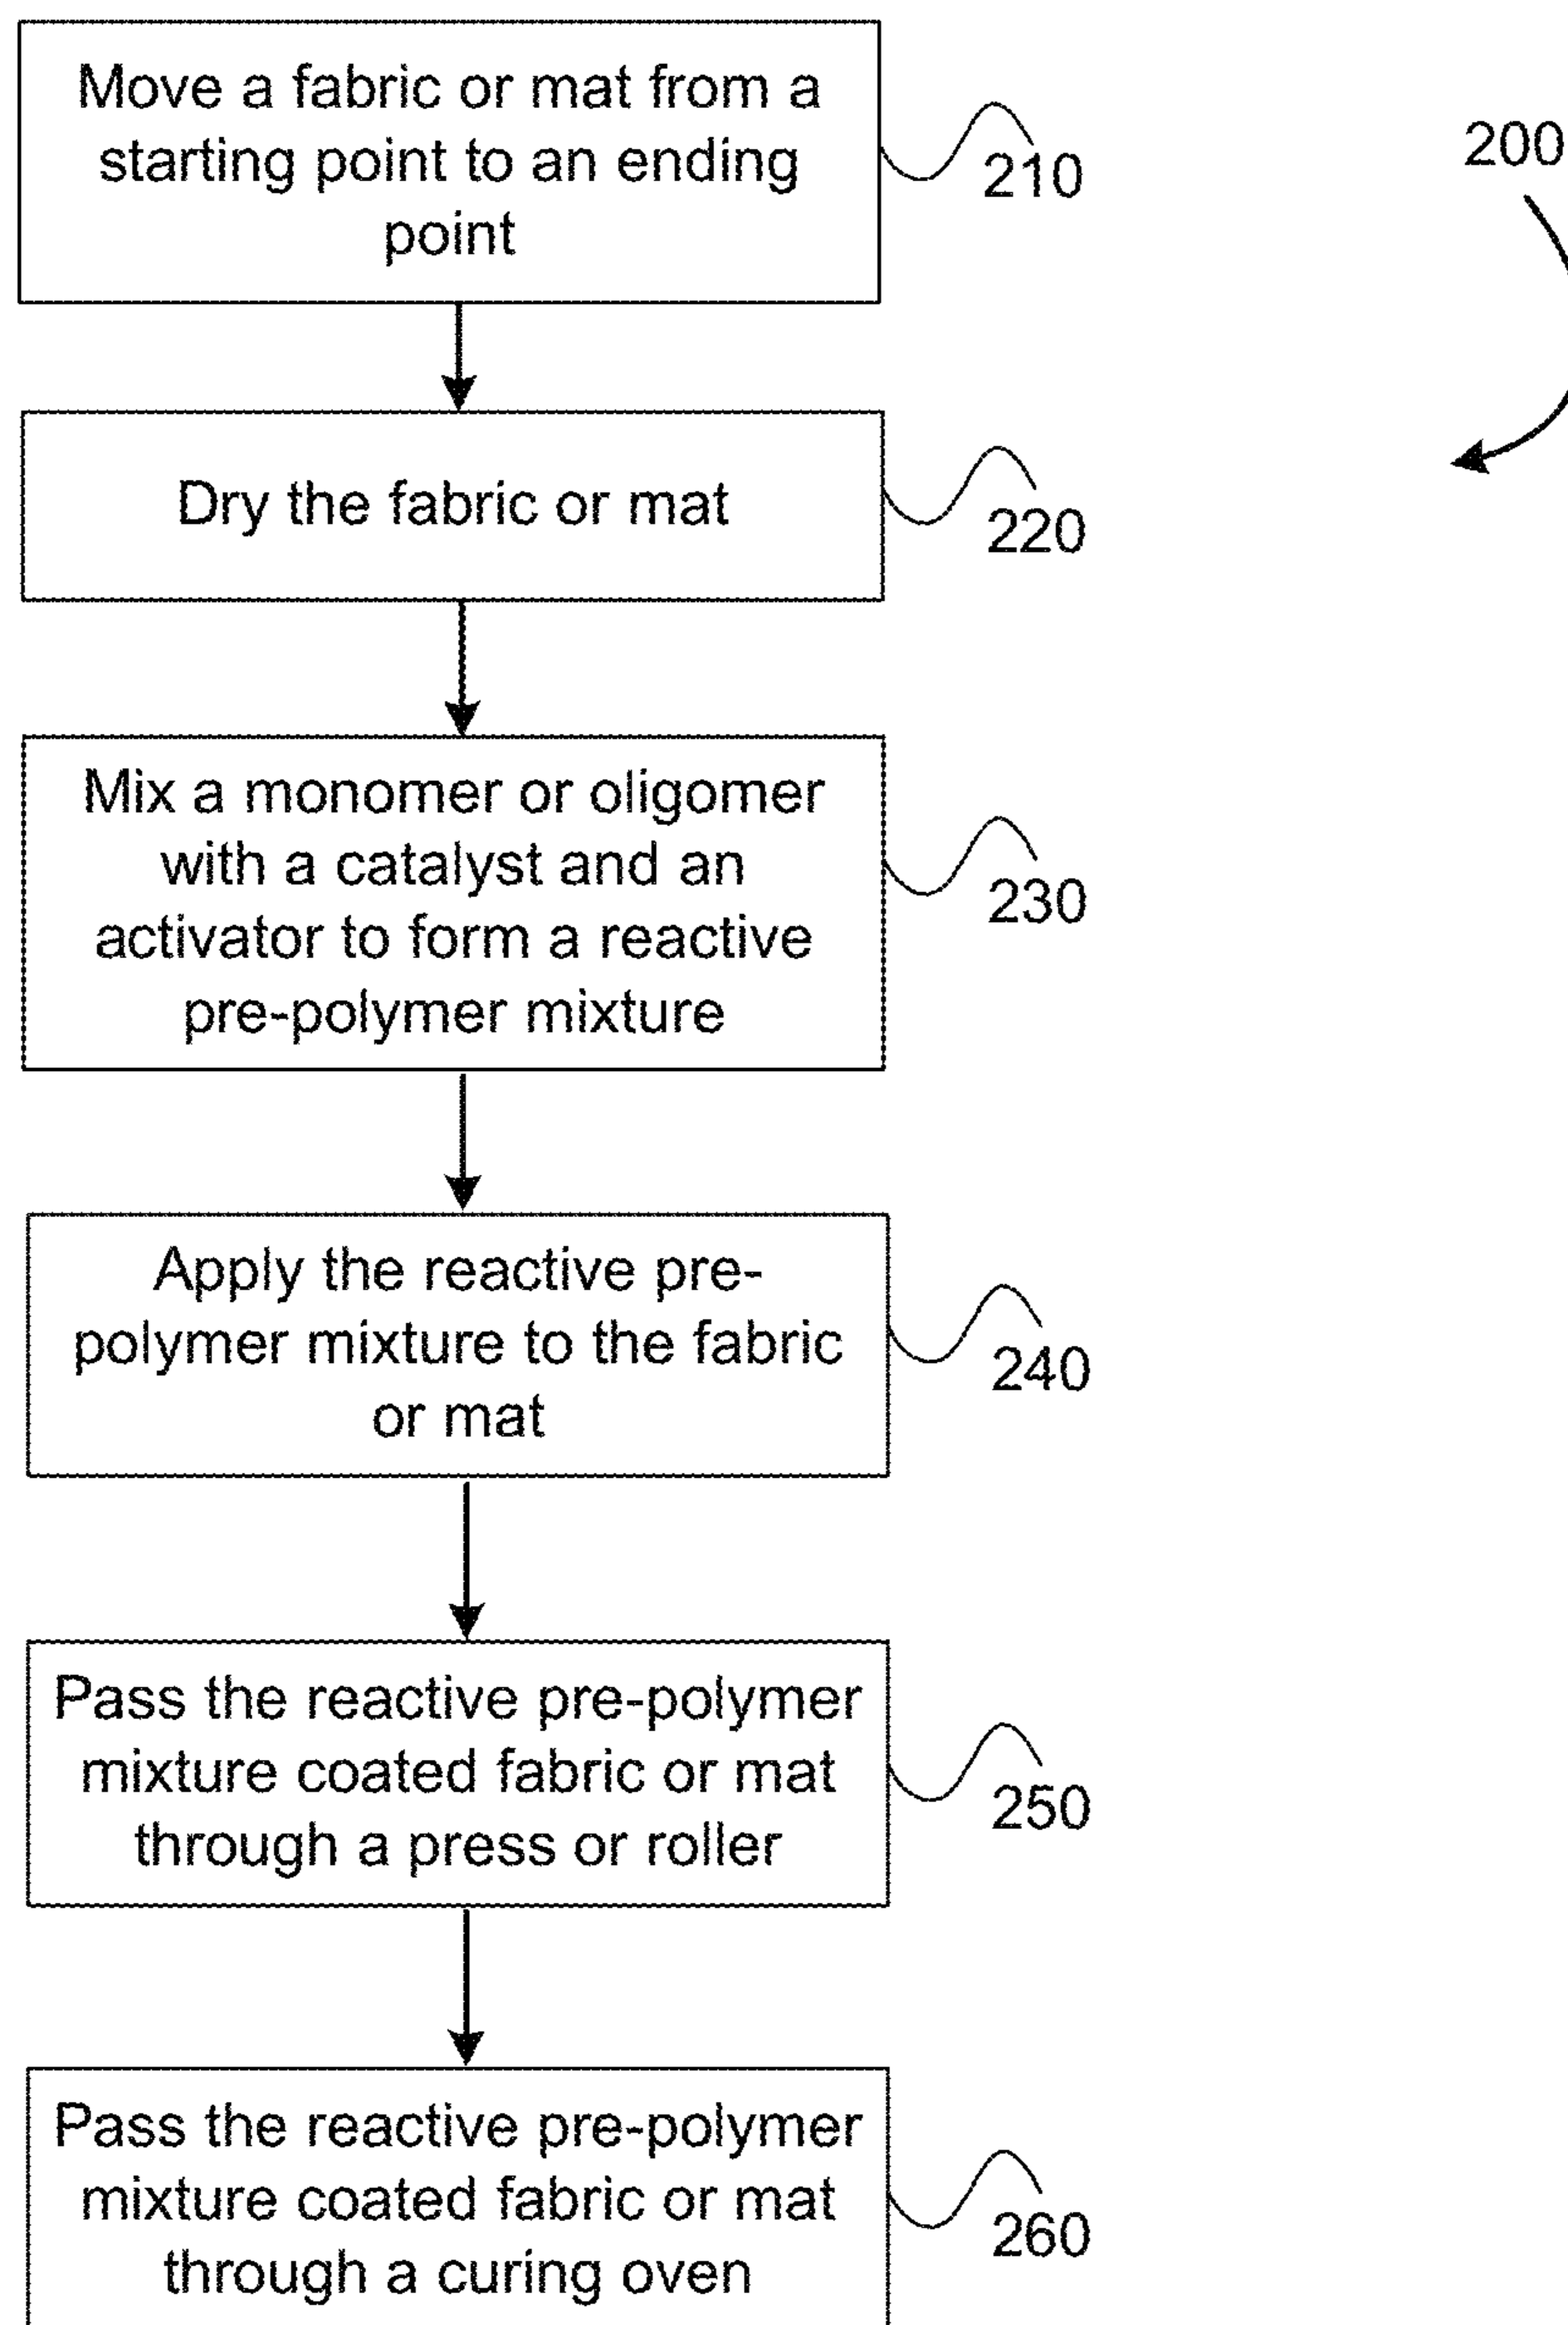 Move a fabric or mat from a
starting point to an ending
point
210
200
Dry the fabric or mat
220
Mix a monomer or oligomer
with a catalyst and an
activator to form a reactive
pre-polymer mixture
230
Apply the reactive pre-
polymer mixture to the fabric
or mat
240
Pass the reactive pre-polymer
mixture coated fabric or mat
through a press or roller
250
Pass the reactive pre-polymer
mixture coated fabric or mat
through a curing oven
260